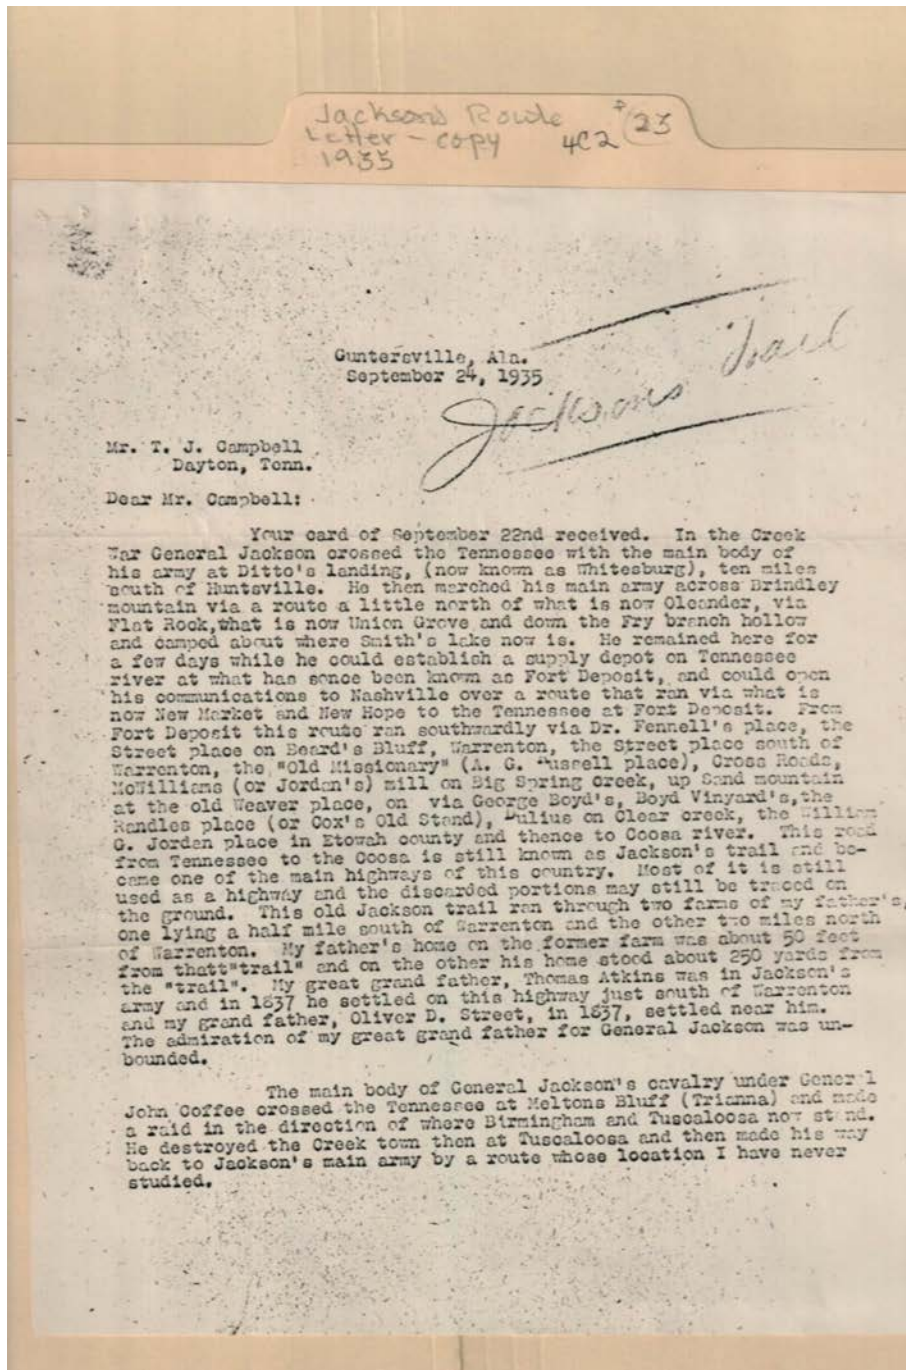 Jacksons Route
Letter - copy 4C2 23
1935
Guntersville, Ala.
September 24, 1935
Jacksons Trail
Mr. T. J. Campbell
Dayton, Tenn.
Dear Mr. Campbell:
Your card of September 22nd received. In the Creek
War General Jackson crossed the Tennessee with the main body of
his army at Ditto's landing, (now known as Whitesburg), ten miles
south of Huntsville. He then marched his main army across Brindley
mountain via a route a little north of what is now Oleander, via
Flat Rock,what is now Union Grove and down the Fry branch hollow
and camped about where Smith's lake now is. He remained here for
a few days while he could establish a supply depot on Tennessee
river at what has sonce been known as Fort Deposit, and could open
his communications to Nashville over a route that ran via what is
now New Market and New Hope to the Tennessee at Fort Deposit. From
Fort Deposit this route ran southwardly via Dr. Fennell's place, the
Street place on Beard's Bluff, Warrenton, the Street place south of
Warrenton, the "Old Missionary" (A. G. Russell place), Cross Roads,
McWilliams (or Jordan's) mill on Big Spring creek, up Sand mountain
at the old Weaver place, on via George Boyd's, Boyd Vinyard's,the
Randles place (or Cox's Old Stand), Dulius on Clear creek, the William
G. Jordan place in Etowah county and thence to Coosa river. This road
from Tennessee to the Coosa is still known as Jackson's trail and be-
came one of the main highways of this country. Most of it is still
used as a highway and the discarded portions may still be traced on
the ground. This old Jackson trail ran through two farms of my father's,
one lying a half mile south of Warrenton and the other two miles north
of Warrenton. My father's home on the former farm was about 50 feet
from thatt"trail" and on the other his home stood about 250 yards from
the "trail". My great grand father, Thomas Atkins was in Jackson's
army and in 1837 he settled on this highway just south of Warrenton
and my grand father, Oliver D. Street, in 1837, settled near him.
The admiration of my great grand father for General Jackson was un-
bounded.
The main body of General Jackson's cavalry under General
John Coffee crossed the Tennessee at Meltons Bluff (Trianna) and made
a raid in the direction of where Birmingham and Tuscaloosa now stand.
He destroyed the Creek town then at Tuscaloosa and then made his way
back to Jackson's main army by a route whose location I have never
studied.